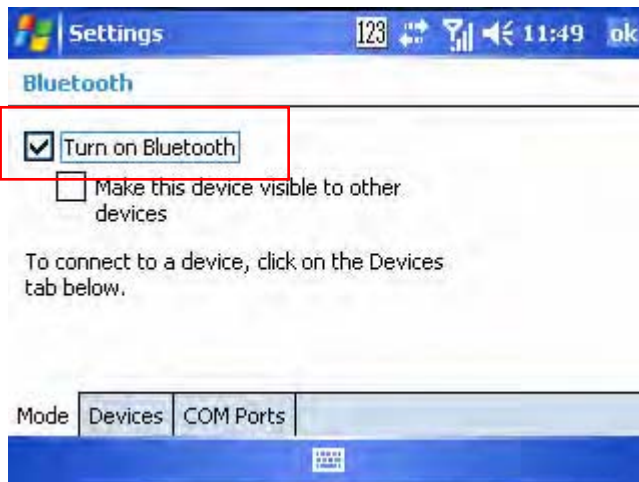 Settings 123 11:49 ok
Bluetooth
Turn on Bluetooth
Make this device visible to other
devices
To connect to a device, click on the Devices
tab below.
Mode Devices COM Ports